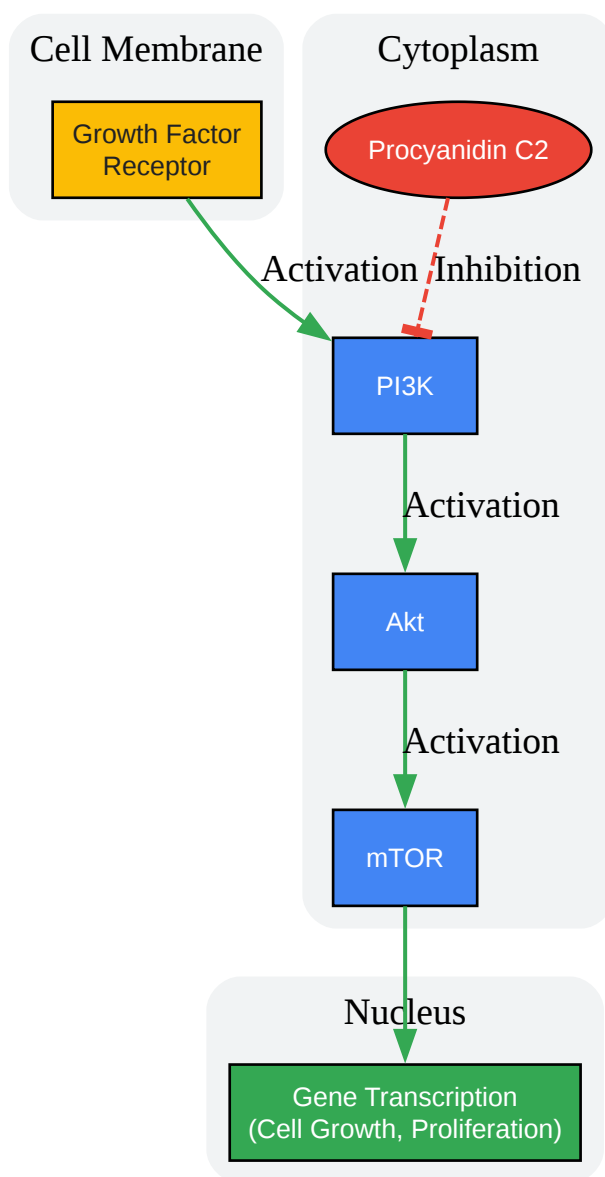 Cell Membrane
Cytoplasm
Growth Factor
Receptor
Procyanidin C2
Activation
Inhibition
PI3K
Activation
Akt
Activation
mTOR
Nucleus
Gene Transcription
(Cell Growth, Proliferation)